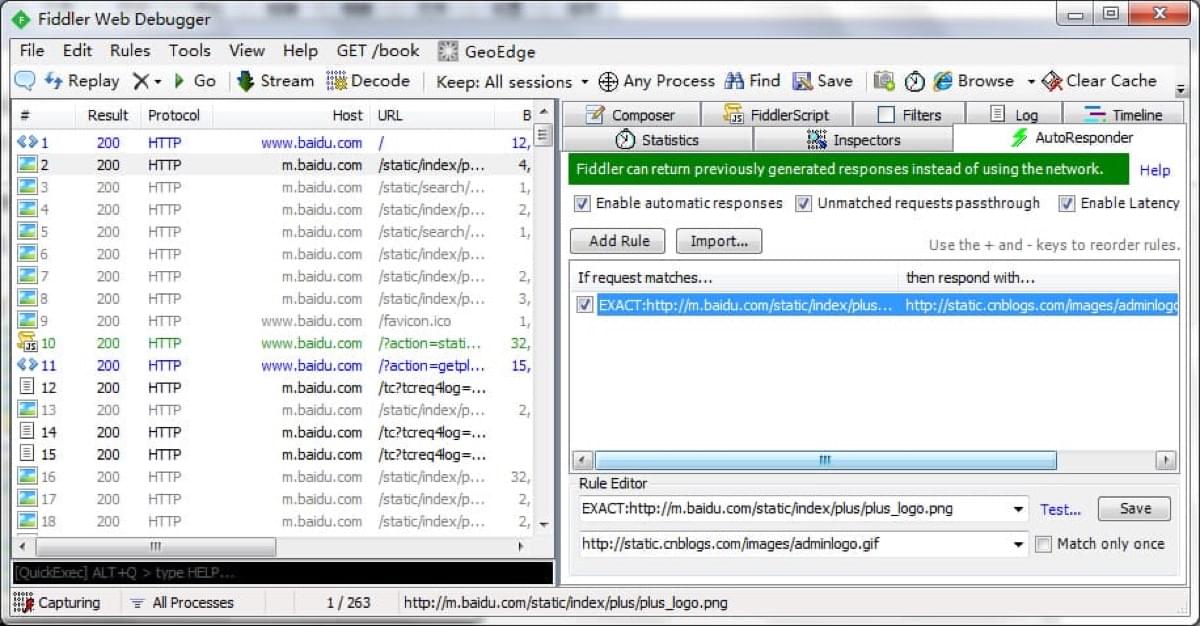 Fiddler Web Debugger
File Edit Rules Tools View Help GET /book GeoEdge
Replay Go Stream Decode Keep: All sessions Any Process Find Save Browse Clear Cache
# Result Protocol Host URL B
1 200 HTTP www.baidu.com / 12,
2 200 HTTP m.baidu.com /static/index/p... 4,
3 200 HTTP m.baidu.com /static/search/... 1,
4 200 HTTP m.baidu.com /static/index/p... 2,
5 200 HTTP m.baidu.com /static/search/... 1,
6 200 HTTP m.baidu.com /static/index/p...
7 200 HTTP m.baidu.com /static/index/p... 2,
8 200 HTTP m.baidu.com /static/index/p... 3,
9 200 HTTP www.baidu.com /favicon.ico 1,
JS 10 200 HTTP www.baidu.com /?action=stati... 32,
11 200 HTTP www.baidu.com /?action=getpl... 15,
12 200 HTTP m.baidu.com /tc?tcreq4log=...
13 200 HTTP m.baidu.com /static/index/p... 2,
14 200 HTTP m.baidu.com /tc?tcreq4log=...
15 200 HTTP m.baidu.com /tc?tcreq4log=...
16 200 HTTP m.baidu.com /static/index/p... 32,
17 200 HTTP m.baidu.com /static/index/p... 2,
18 200 HTTP m.baidu.com /static/index/p... 2,
[QuickExec] ALT+Q > type HELP...
Composer JS FiddlerScript Filters Log Timeline
Statistics Inspectors AutoResponder
Fiddler can return previously generated responses instead of using the network. Help
Enable automatic responses Unmatched requests passthrough Enable Latency
Add Rule Import... Use the + and - keys to reorder rules.
If request matches... then respond with...
EXACT:http://m.baidu.com/static/index/plus... http://static.cnblogs.com/images/adminlogo
Rule Editor
EXACT:http://m.baidu.com/static/index/plus/plus_logo.png Test... Save
http://static.cnblogs.com/images/adminlogo.gif Match only once
Capturing All Processes 1 / 263 http://m.baidu.com/static/index/plus/plus_logo.png